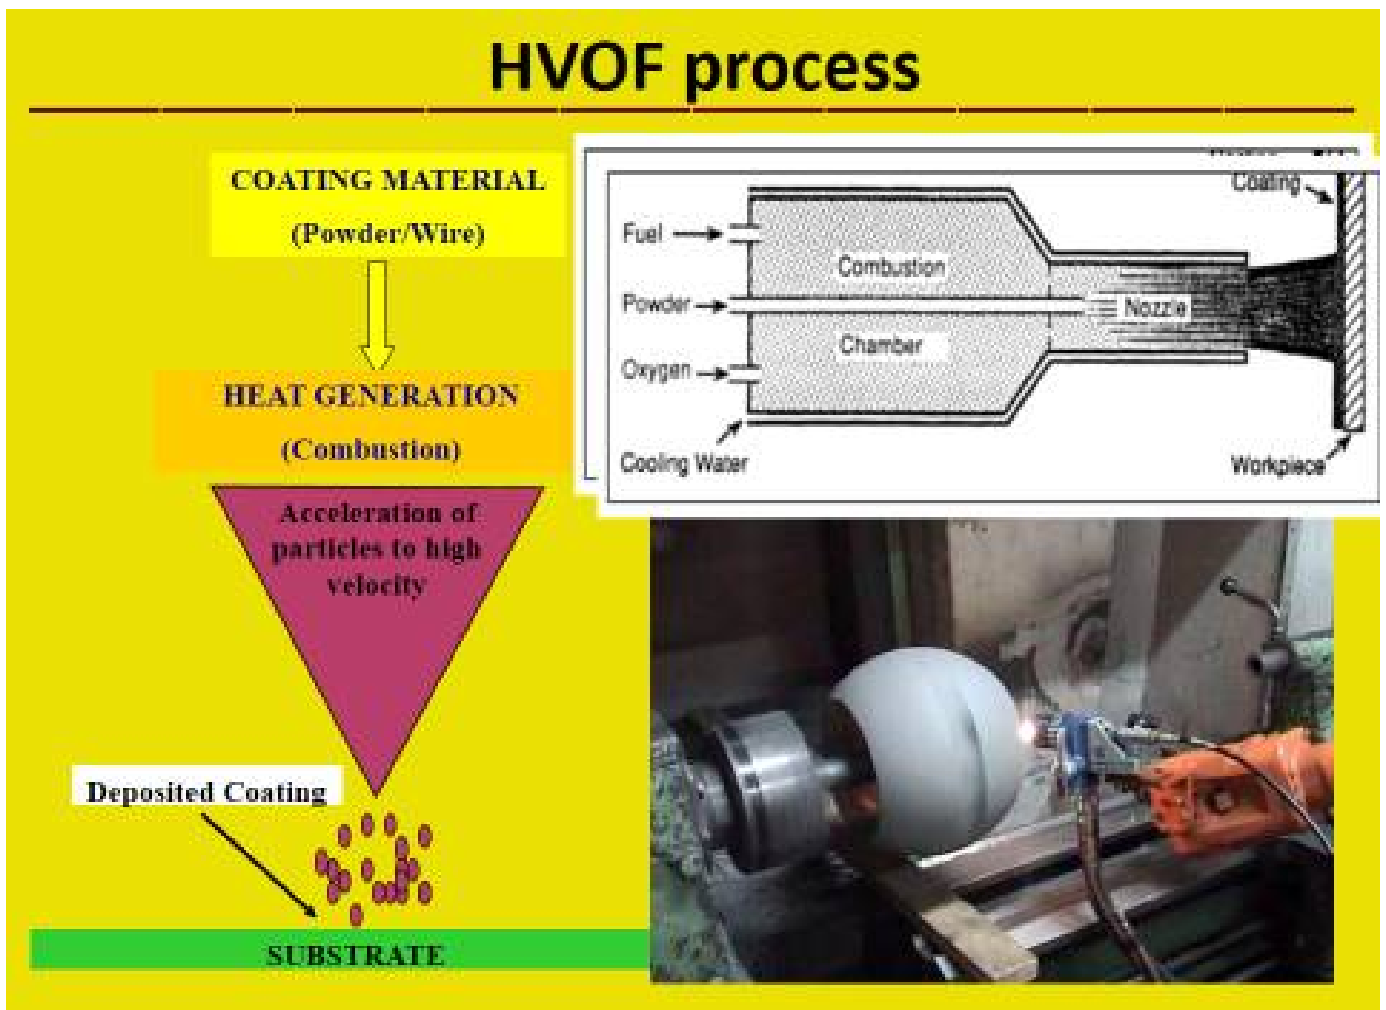 HVOF process
COATING MATERIAL
(Powder/Wire)
HEAT GENERATION
(Combustion)
Acceleration of
particles to high
velocity
Deposited Coating
SUBSTRATE
Coating
Fuel
Combustion
Powder
Nozzle
Chamber
Oxygen
Cooling Water
Workpiece